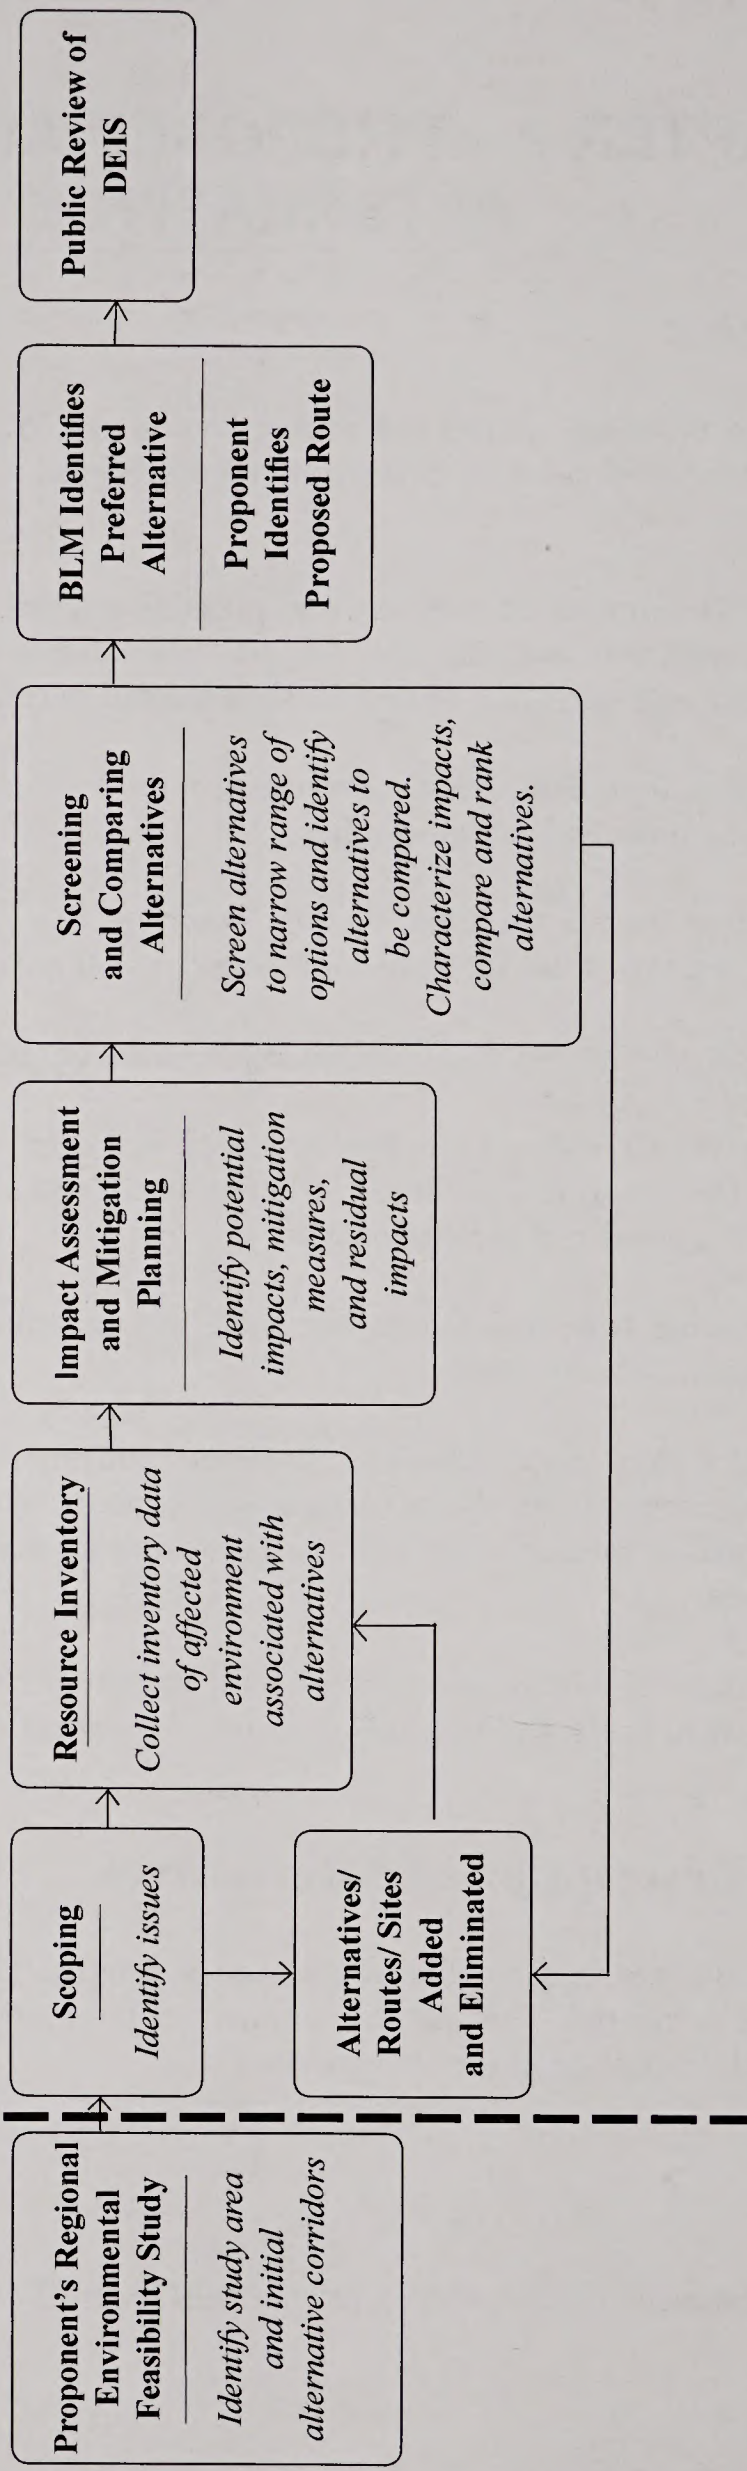 Proponent's Regional
Environmental
Feasibility Study
Identify study area
and initial
alternative corridors
Scoping
Identify issues
Alternatives/
Routes/ Sites
Added
and Eliminated
Resource Inventory
Collect inventory data
of affected
environment
associated with
alternatives
Impact Assessment
and Mitigation
Planning
Identify potential
impacts, mitigation
measures,
and residual
impacts
Screening
and Comparing
Alternatives
Screen alternatives
to narrow range of
options and identify
alternatives to
be compared.
Characterize impacts,
compare and rank
alternatives.
BLM Identifies
Preferred
Alternative
Proponent
Identifies
Proposed Route
Public Review of
DEIS